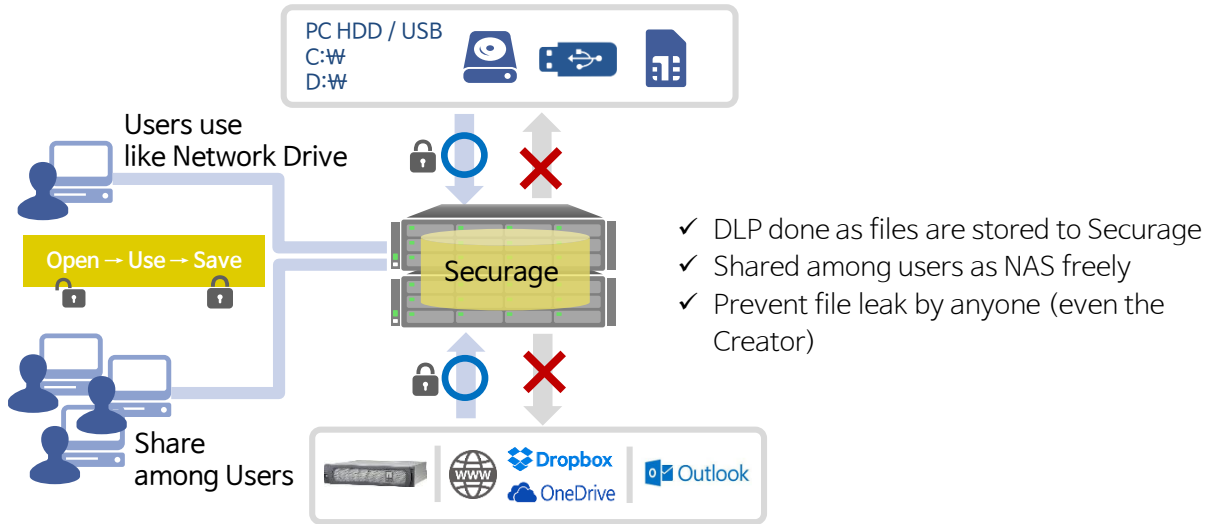 PC HDD / USB
C:₩
D:₩
Users use
like Network Drive
Open → Use → Save
Securage
Share
among Users
WWW
Dropbox
OneDrive
Outlook
✓ DLP done as files are stored to Securage
✓ Shared among users as NAS freely
✓ Prevent file leak by anyone (even the
Creator)